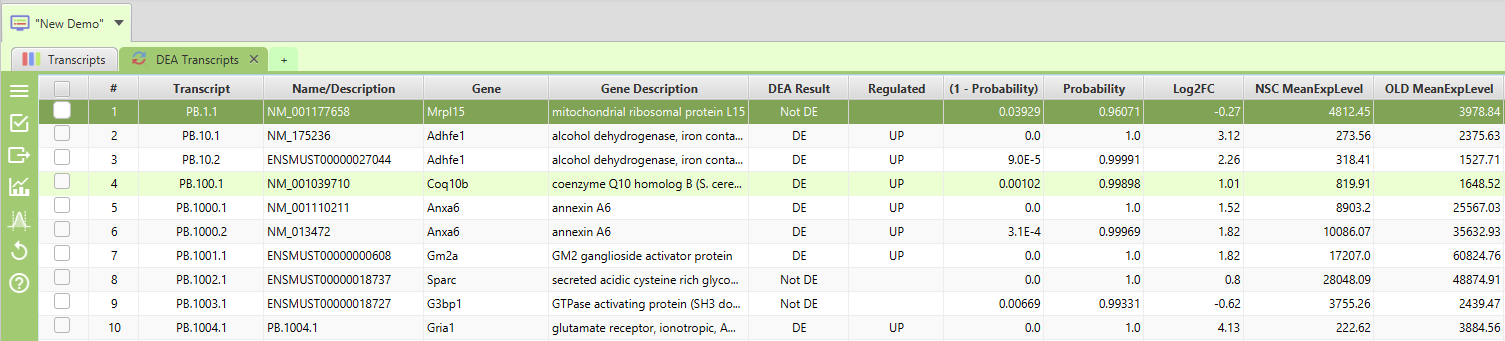 "New Demo"
Transcripts DEA Transcripts × +
# Transcript Name/Description Gene Gene Description DEA Result Regulated (1 - Probability) Probability Log2FC NSC MeanExpLevel OLD MeanExpLevel
1 PB.1.1 NM_001177658 Mrpl15 mitochondrial ribosomal protein L15 Not DE 0.03929 0.96071 -0.27 4812.45 3978.84
2 PB.10.1 NM_175236 Adhfe1 alcohol dehydrogenase, iron conta... DE UP 0.0 1.0 3.12 273.56 2375.63
3 PB.10.2 ENSMUST00000027044 Adhfe1 alcohol dehydrogenase, iron conta... DE UP 9.0E-5 0.99991 2.26 318.41 1527.71
4 PB.100.1 NM_001039710 Coq10b coenzyme Q10 homolog B (S. cere... DE UP 0.00102 0.99898 1.01 819.91 1648.52
5 PB.1000.1 NM_001110211 Anxa6 annexin A6 DE UP 0.0 1.0 1.52 8903.2 25567.03
6 PB.1000.2 NM_013472 Anxa6 annexin A6 DE UP 3.1E-4 0.99969 1.82 10086.07 35632.93
7 PB.1001.1 ENSMUST00000000608 Gm2a GM2 ganglioside activator protein DE UP 0.0 1.0 1.82 17207.0 60824.76
8 PB.1002.1 ENSMUST00000018737 Sparc secreted acidic cysteine rich glyco... Not DE 0.0 1.0 0.8 28048.09 48874.91
9 PB.1003.1 ENSMUST00000018727 G3bp1 GTPase activating protein (SH3 do... Not DE 0.00669 0.99331 -0.62 3755.26 2439.47
10 PB.1004.1 PB.1004.1 Gria1 glutamate receptor, ionotropic, A... DE UP 0.0 1.0 4.13 222.62 3884.56